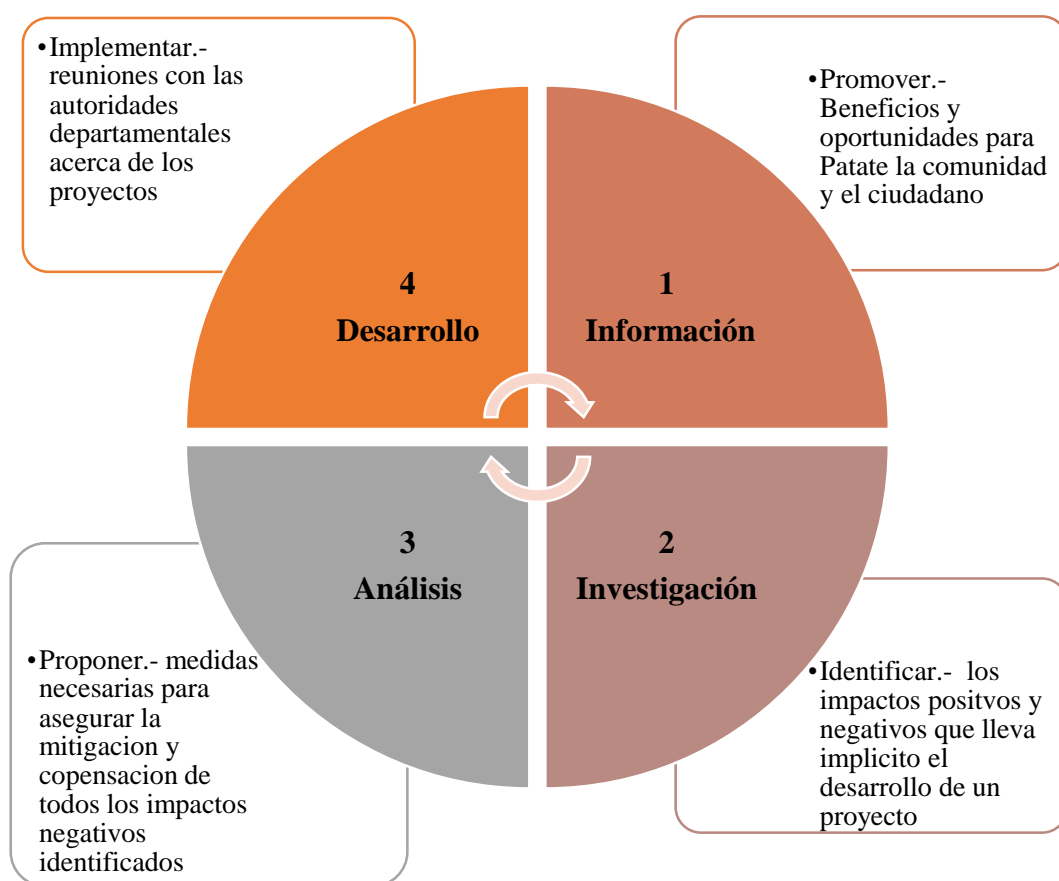 •Implementar.-
reuniones con las
autoridades
departamentales
acerca de los
proyectos
•Promover.-
Beneficios y
oportunidades para
Patate la comunidad
y el ciudadano
4
Desarrollo
1
Información
3
Análisis
2
Investigación
•Proponer.- medidas
necesarias para
asegurar la
mitigacion y
copensacion de
todos los impactos
negativos
identificados
•Identificar.- los
impactos positvos y
negativos que lleva
implicito el
desarrollo de un
proyecto